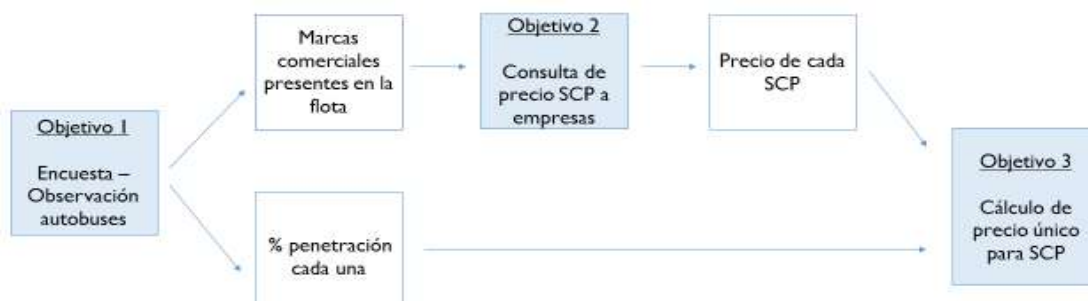 Objetivo 1
Encuesta –
Observación
autobuses
Marcas
comerciales
presentes en la
flota
% penetración
cada una
Objetivo 2
Consulta de
precio SCP a
empresas
Precio de cada
SCP
Objetivo 3
Cálculo de
precio único
para SCP